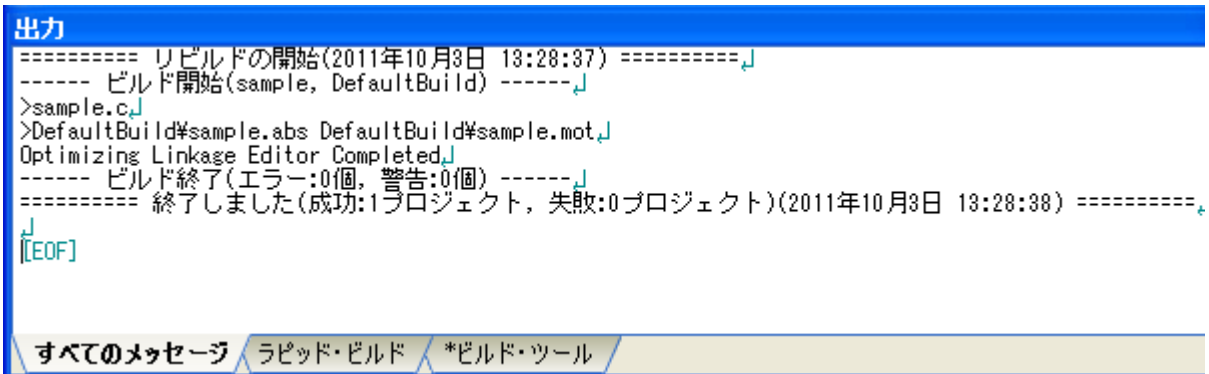 出力
========== リビルドの開始(2011年10月3日 13:28:37) ==========↲
------ ビルド開始(sample, DefaultBuild) ------↲
>sample.c↲
>DefaultBuild¥sample.abs DefaultBuild¥sample.mot↲
Optimizing Linkage Editor Completed↲
------ ビルド終了(エラー:0個, 警告:0個) ------↲
========== 終了しました(成功:1プロジェクト, 失敗:0プロジェクト)(2011年10月3日 13:28:38) ==========↲
↲
[EOF]
すべてのメッセージ ラピッド・ビルド *ビルド・ツール